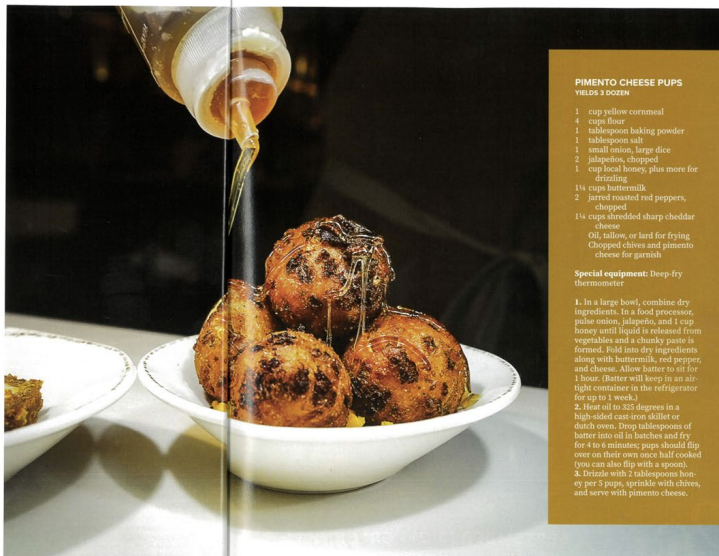 PIMENTO CHEESE PUPS
YIELDS 3 DOZEN
1 cup yellow cornmeal
4 cups flour
1 tablespoon baking powder
1 tablespoon salt
1 small onion, large dice
2 jalapeños, chopped
1 cup local honey, plus more for
drizzling
1¼ cups buttermilk
2 jarred roasted red peppers,
chopped
1¼ cups shredded sharp cheddar
cheese
Oil, tallow, or lard for frying
Chopped chives and pimento
cheese for garnish
Special equipment: Deep-fry
thermometer
1. In a large bowl, combine dry
ingredients. In a food processor,
pulse onion, jalapeño, and 1 cup
honey until liquid is released from
vegetables and a chunky paste is
formed. Fold into dry ingredients
along with buttermilk, red pepper,
and cheese. Allow batter to sit for
1 hour. (Batter will keep in an air-
tight container in the refrigerator
for up to 1 week.)
2. Heat oil to 325 degrees in a
high-sided cast-iron skillet or
dutch oven. Drop tablespoons of
batter into oil in batches and fry
for 4 to 6 minutes; pups should flip
over on their own once half cooked
(you can also flip with a spoon).
3. Drizzle with 2 tablespoons hon-
ey per 5 pups, sprinkle with chives,
and serve with pimento cheese.